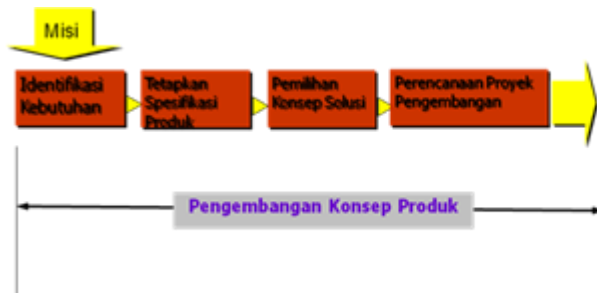 Misi
Identifikasi
Kebutuhan
Tetapkan
Spesifikasi
Produk
Pemilihan
Konsep Solusi
Perencanaan Proyek
Pengembangan
Pengembangan Konsep Produk